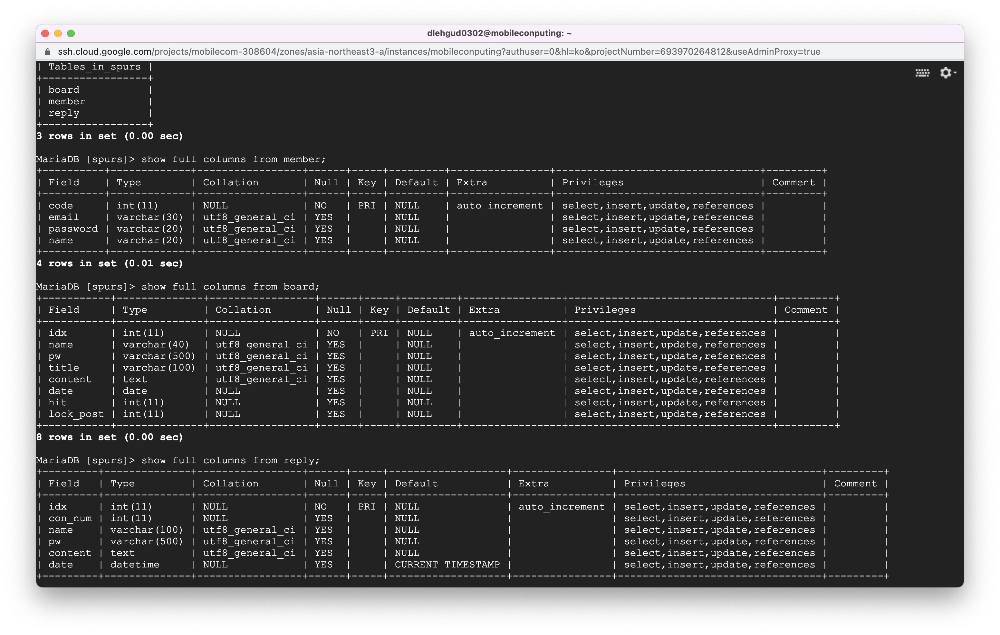 dlehgud0302@mobileconputing: ~
ssh.cloud.google.com/projects/mobilecom-308604/zones/asia-northeast3-a/instances/mobileconputing?authuser=0&hl=ko&projectNumber=693970264812&useAdminProxy=true
| Tables_in_spurs |
+-----------------+
| board           |
| member          |
| reply           |
+-----------------+
3 rows in set (0.00 sec)

MariaDB [spurs]> show full columns from member;
+----------+-------------+-----------------+------+-----+---------+----------------+---------------------------------+---------+
| Field    | Type        | Collation       | Null | Key | Default | Extra          | Privileges                      | Comment |
+----------+-------------+-----------------+------+-----+---------+----------------+---------------------------------+---------+
| code     | int(11)     | NULL            | NO   | PRI | NULL    | auto_increment | select,insert,update,references |         |
| email    | varchar(30) | utf8_general_ci | YES  |     | NULL    |                | select,insert,update,references |         |
| password | varchar(20) | utf8_general_ci | YES  |     | NULL    |                | select,insert,update,references |         |
| name     | varchar(20) | utf8_general_ci | YES  |     | NULL    |                | select,insert,update,references |         |
+----------+-------------+-----------------+------+-----+---------+----------------+---------------------------------+---------+
4 rows in set (0.01 sec)

MariaDB [spurs]> show full columns from board;
+-----------+--------------+-----------------+------+-----+---------+----------------+---------------------------------+---------+
| Field     | Type         | Collation       | Null | Key | Default | Extra          | Privileges                      | Comment |
+-----------+--------------+-----------------+------+-----+---------+----------------+---------------------------------+---------+
| idx       | int(11)      | NULL            | NO   | PRI | NULL    | auto_increment | select,insert,update,references |         |
| name      | varchar(40)  | utf8_general_ci | YES  |     | NULL    |                | select,insert,update,references |         |
| pw        | varchar(500) | utf8_general_ci | YES  |     | NULL    |                | select,insert,update,references |         |
| title     | varchar(100) | utf8_general_ci | YES  |     | NULL    |                | select,insert,update,references |         |
| content   | text         | utf8_general_ci | YES  |     | NULL    |                | select,insert,update,references |         |
| date      | date         | NULL            | YES  |     | NULL    |                | select,insert,update,references |         |
| hit       | int(11)      | NULL            | YES  |     | NULL    |                | select,insert,update,references |         |
| lock_post | int(11)      | NULL            | YES  |     | NULL    |                | select,insert,update,references |         |
+-----------+--------------+-----------------+------+-----+---------+----------------+---------------------------------+---------+
8 rows in set (0.00 sec)

MariaDB [spurs]> show full columns from reply;
+---------+--------------+-----------------+------+-----+-------------------+----------------+---------------------------------+---------+
| Field   | Type         | Collation       | Null | Key | Default           | Extra          | Privileges                      | Comment |
+---------+--------------+-----------------+------+-----+-------------------+----------------+---------------------------------+---------+
| idx     | int(11)      | NULL            | NO   | PRI | NULL              | auto_increment | select,insert,update,references |         |
| con_num | int(11)      | NULL            | YES  |     | NULL              |                | select,insert,update,references |         |
| name    | varchar(100) | utf8_general_ci | YES  |     | NULL              |                | select,insert,update,references |         |
| pw      | varchar(500) | utf8_general_ci | YES  |     | NULL              |                | select,insert,update,references |         |
| content | text         | utf8_general_ci | YES  |     | NULL              |                | select,insert,update,references |         |
| date    | datetime     | NULL            | YES  |     | CURRENT_TIMESTAMP |                | select,insert,update,references |         |
+---------+--------------+-----------------+------+-----+-------------------+----------------+---------------------------------+---------+